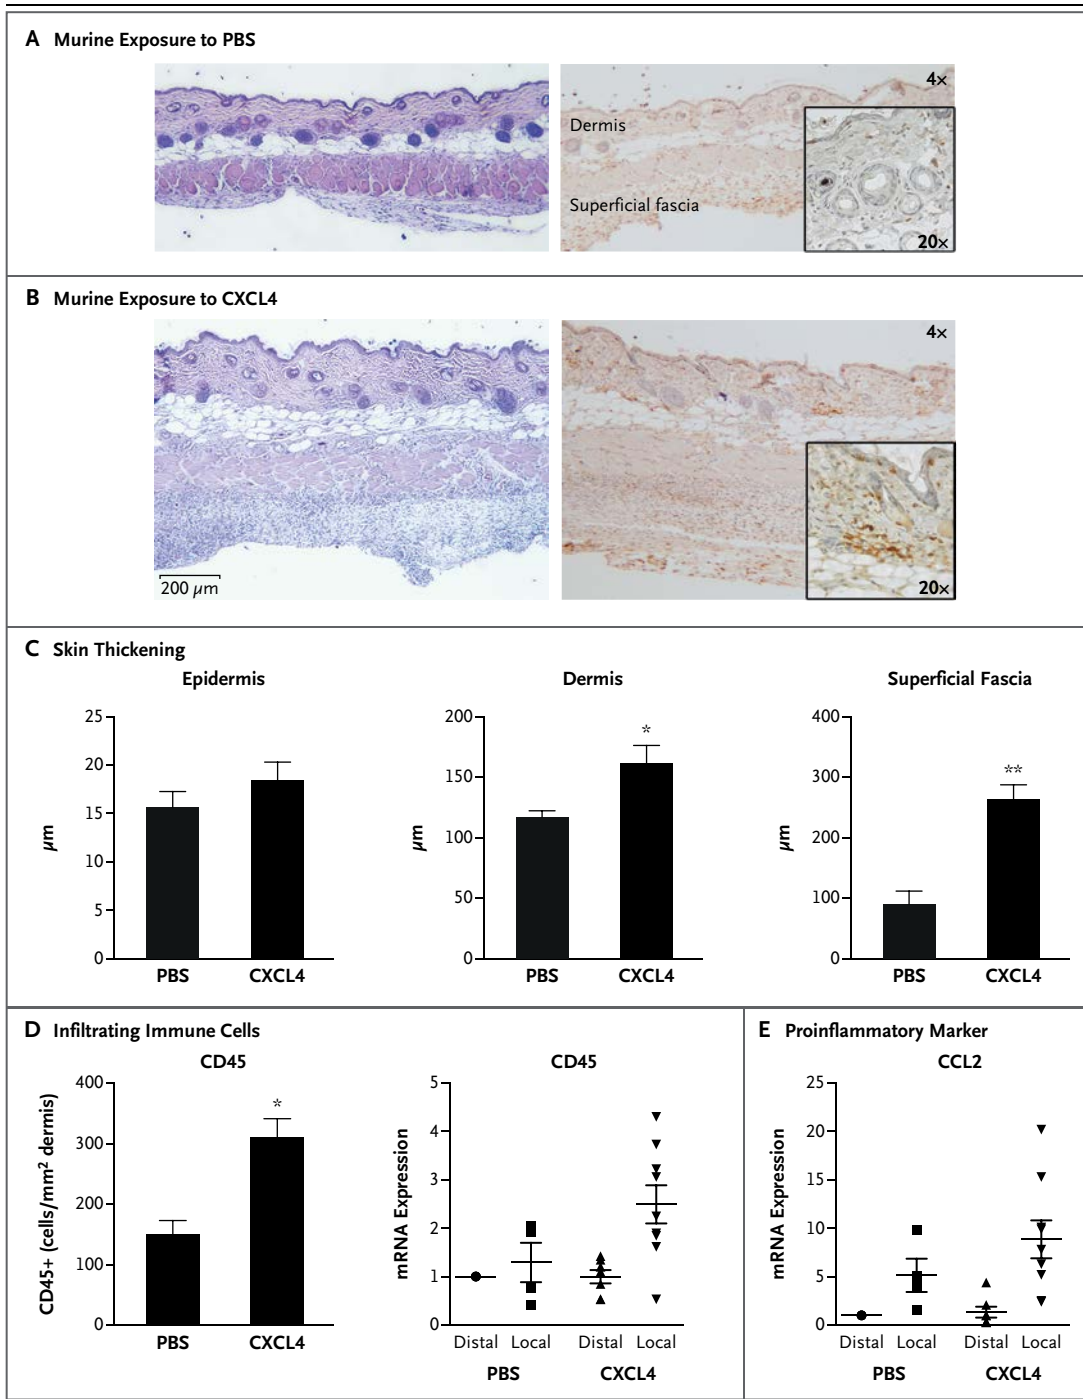 A Murine Exposure to PBS
4×
Dermis
Superficial fascia
20×
B Murine Exposure to CXCL4
4×
200 µm
20×
C Skin Thickening
Epidermis
Dermis
Superficial Fascia
25
20
15
10
5
0
µm
PBS
CXCL4
200
150
100
50
0
µm
*
PBS
CXCL4
400
300
200
100
0
µm
**
PBS
CXCL4
D Infiltrating Immune Cells
CD45
400
300
200
100
0
CD45+ (cells/mm² dermis)
*
PBS
CXCL4
CD45
5
4
3
2
1
0
mRNA Expression
Distal Local Distal Local
PBS CXCL4
E Proinflammatory Marker
CCL2
25
20
15
10
5
0
mRNA Expression
Distal Local Distal Local
PBS CXCL4